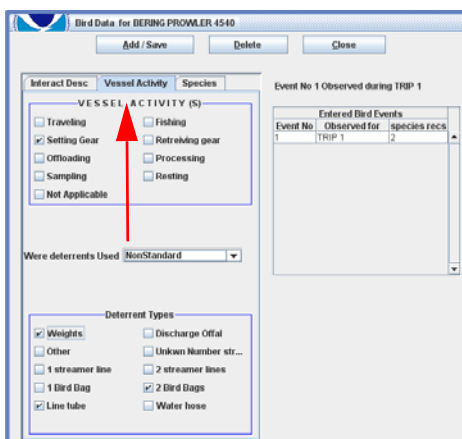 Bird Data for BERING PROWLER 4540
Add / Save Delete Close
Interact Desc Vessel Activity Species
VESSEL ACTIVITY (S)
Traveling Fishing
Setting Gear Retreiving gear
Offloading Processing
Sampling Resting
Not Applicable
Were deterrents Used NonStandard
Deterrent Types
Weights Discharge Offal
Other Unkwn Number str...
1 streamer line 2 streamer lines
1 Bird Bag 2 Bird Bags
Line tube Water hose
Event No 1 Observed during TRIP 1
Entered Bird Events
Event No Observed for species recs
1 TRIP 1 2